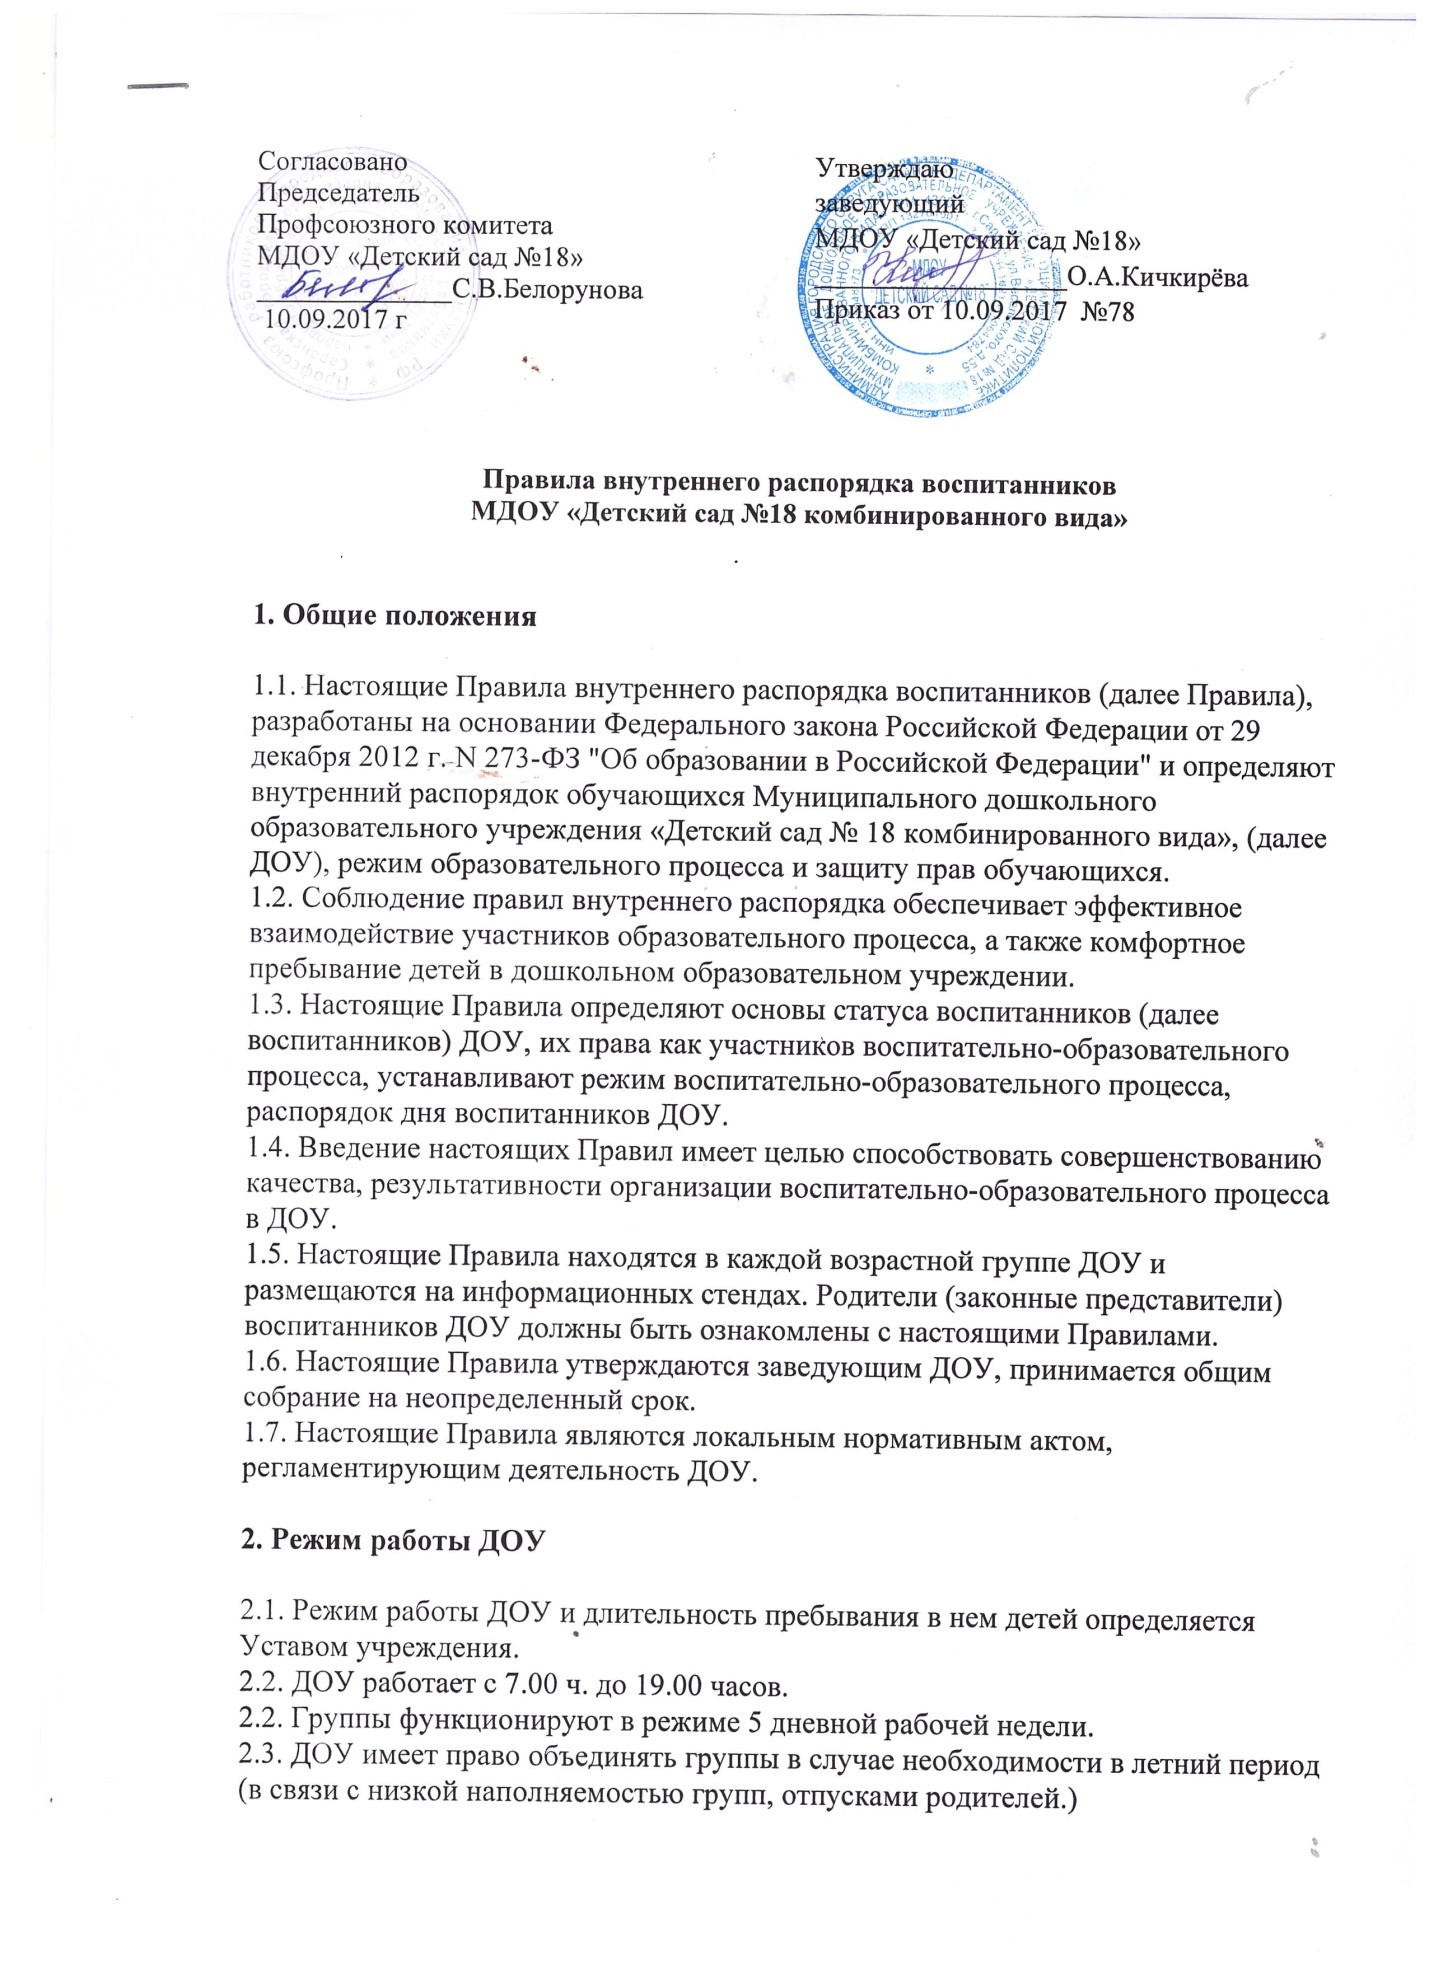 Согласовано
Председатель
Профсоюзного комитета
МДОУ «Детский сад №18»
______________С.В.Белорунова
10.09.2017 г
Утверждаю
заведующий
МДОУ «Детский сад №18»
__________________О.А.Кичкирёва
Приказ от 10.09.2017 №78
МДОУ
ДЕТСКИЙ САД №18
Правила внутреннего распорядка воспитанников
МДОУ «Детский сад №18 комбинированного вида»
1. Общие положения
1.1. Настоящие Правила внутреннего распорядка воспитанников (далее Правила),
разработаны на основании Федерального закона Российской Федерации от 29
декабря 2012 г. N 273-ФЗ "Об образовании в Российской Федерации" и определяют
внутренний распорядок обучающихся Муниципального дошкольного
образовательного учреждения «Детский сад № 18 комбинированного вида», (далее
ДОУ), режим образовательного процесса и защиту прав обучающихся.
1.2. Соблюдение правил внутреннего распорядка обеспечивает эффективное
взаимодействие участников образовательного процесса, а также комфортное
пребывание детей в дошкольном образовательном учреждении.
1.3. Настоящие Правила определяют основы статуса воспитанников (далее
воспитанников) ДОУ, их права как участников воспитательно-образовательного
процесса, устанавливают режим воспитательно-образовательного процесса,
распорядок дня воспитанников ДОУ.
1.4. Введение настоящих Правил имеет целью способствовать совершенствованию
качества, результативности организации воспитательно-образовательного процесса
в ДОУ.
1.5. Настоящие Правила находятся в каждой возрастной группе ДОУ и
размещаются на информационных стендах. Родители (законные представители)
воспитанников ДОУ должны быть ознакомлены с настоящими Правилами.
1.6. Настоящие Правила утверждаются заведующим ДОУ, принимается общим
собрание на неопределенный срок.
1.7. Настоящие Правила являются локальным нормативным актом,
регламентирующим деятельность ДОУ.
2. Режим работы ДОУ
2.1. Режим работы ДОУ и длительность пребывания в нем детей определяется
Уставом учреждения.
2.2. ДОУ работает с 7.00 ч. до 19.00 часов.
2.2. Группы функционируют в режиме 5 дневной рабочей недели.
2.3. ДОУ имеет право объединять группы в случае необходимости в летний период
(в связи с низкой наполняемостью групп, отпусками родителей.)